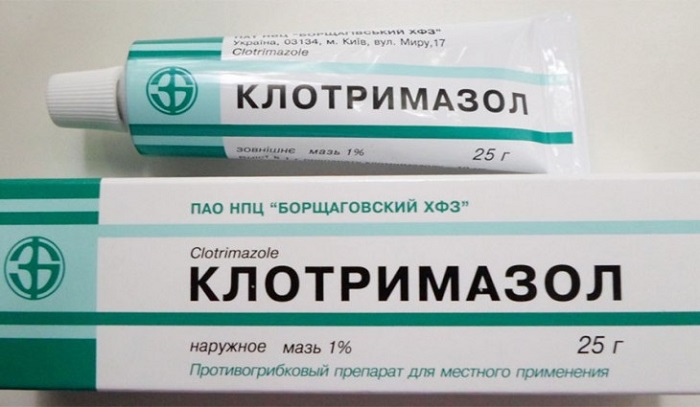 ПАТ НПЦ "БОРЩАГІВСЬКИЙ ХФЗ"
Україна, 03134, м. Київ, вул. Миру,17
Clotrimazole
КЛОТРИМАЗОЛ
зовнішнє мазь 1%
25 г
ПАО НПЦ "БОРЩАГОВСКИЙ ХФЗ"
Clotrimazole
КЛОТРИМАЗОЛ
наружное мазь 1%
25 г
Противогрибковый препарат для местного применения